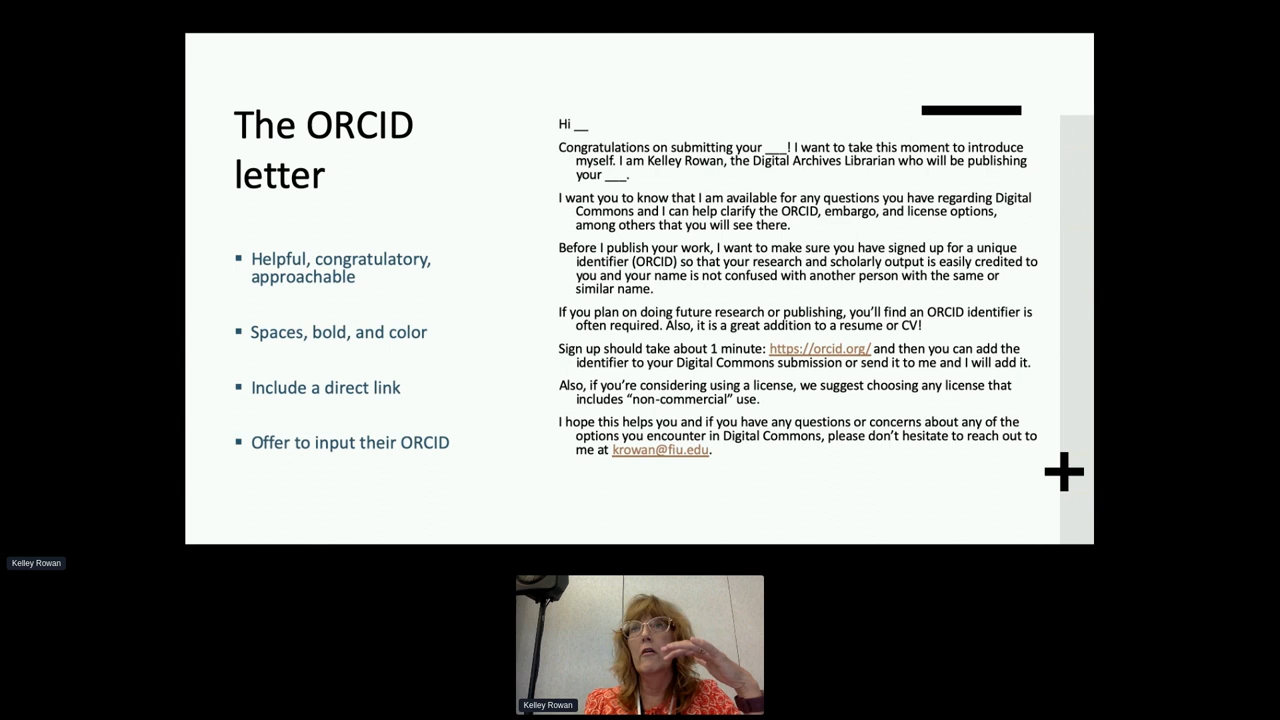 The ORCID
letter
▪ Helpful, congratulatory,
approachable
▪ Spaces, bold, and color
▪ Include a direct link
▪ Offer to input their ORCID
Hi __
Congratulations on submitting your ___! I want to take this moment to introduce
myself. I am Kelley Rowan, the Digital Archives Librarian who will be publishing
your ___.
I want you to know that I am available for any questions you have regarding Digital
Commons and I can help clarify the ORCID, embargo, and license options,
among others that you will see there.
Before I publish your work, I want to make sure you have signed up for a unique
identifier (ORCID) so that your research and scholarly output is easily credited to
you and your name is not confused with another person with the same or
similar name.
If you plan on doing future research or publishing, you’ll find an ORCID identifier is
often required. Also, it is a great addition to a resume or CV!
Sign up should take about 1 minute: https://orcid.org/ and then you can add the
identifier to your Digital Commons submission or send it to me and I will add it.
Also, if you’re considering using a license, we suggest choosing any license that
includes “non-commercial” use.
I hope this helps you and if you have any questions or concerns about any of the
options you encounter in Digital Commons, please don’t hesitate to reach out to
me at krowan@fiu.edu.
Kelley Rowan
Kelley Rowan